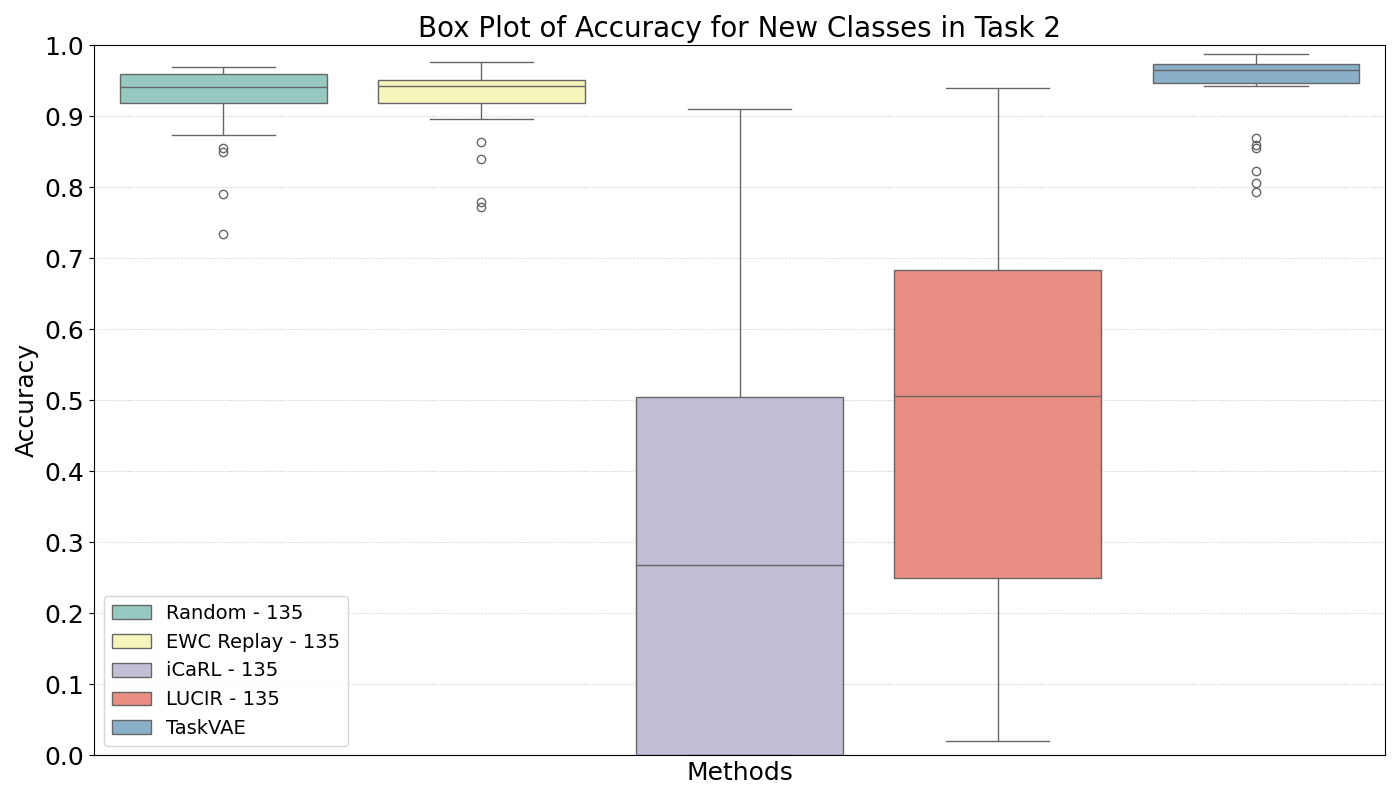 Box Plot of Accuracy for New Classes in Task 2
1.0
0.9
0.8
0.7
0.6
0.5
0.4
0.3
0.2
0.1
0.0
Accuracy
Random - 135
EWC Replay - 135
iCaRL - 135
LUCIR - 135
TaskVAE
Methods